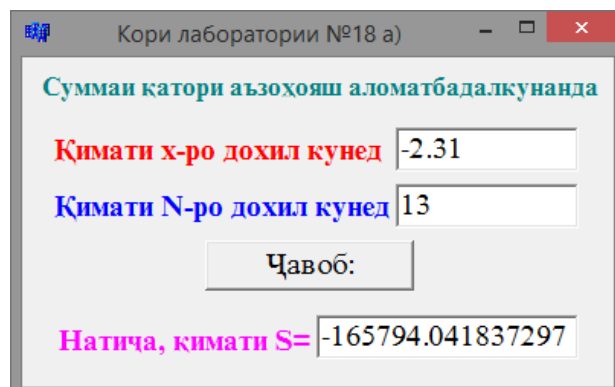 Кори лаборатории №18 а)
Суммаи қатори аъзоҳояш аломатбадалкунанда
Қимати х-ро дохил кунед -2.31
Қимати N-ро дохил кунед 13
Ҷавоб:
Натиҷа, қимати S= -165794.041837297